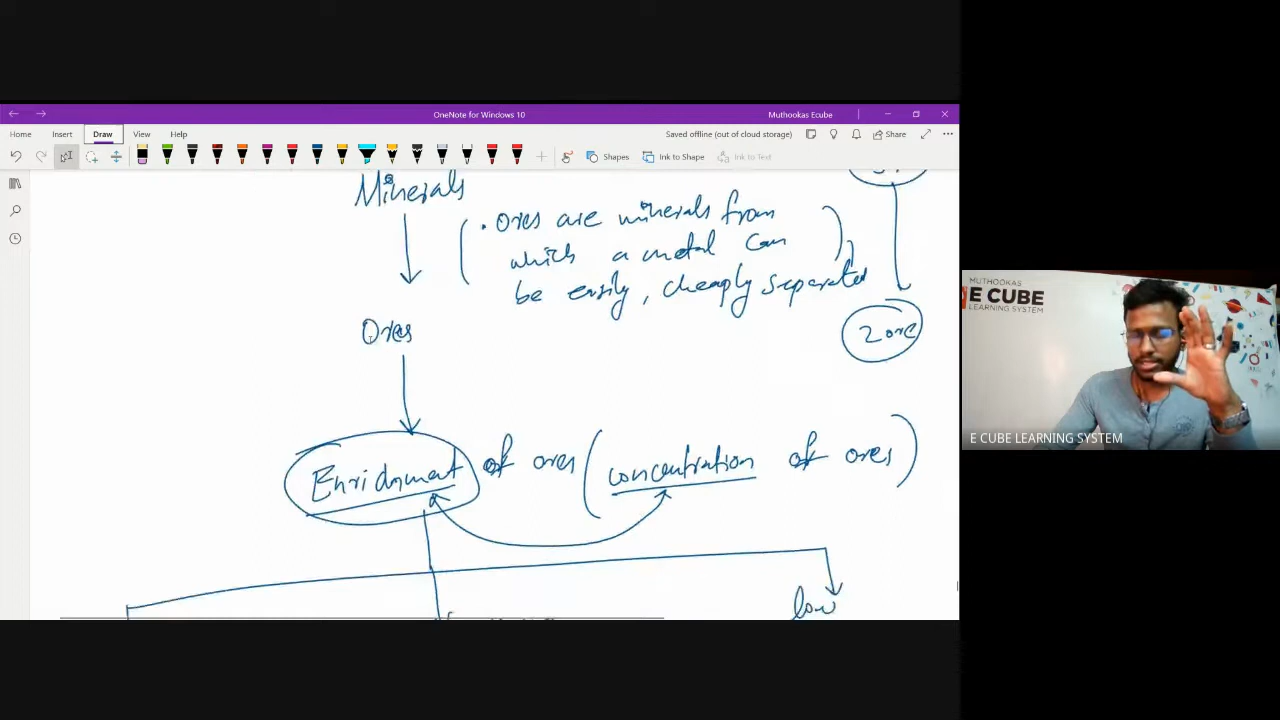 OneNote for Windows 10
Muthookas Ecube
Home Insert Draw View Help
Saved offline (out of cloud storage)
Share
Shapes
Ink to Shape
Ink to Text
Minerals
. Ores are minerals from
which a metal can
be easily, cheaply separated
Ores
2 ore
Enrichment of ores (concentration of ores)
low
MUTHOOKAS
E CUBE
LEARNING SYSTEM
E CUBE LEARNING SYSTEM